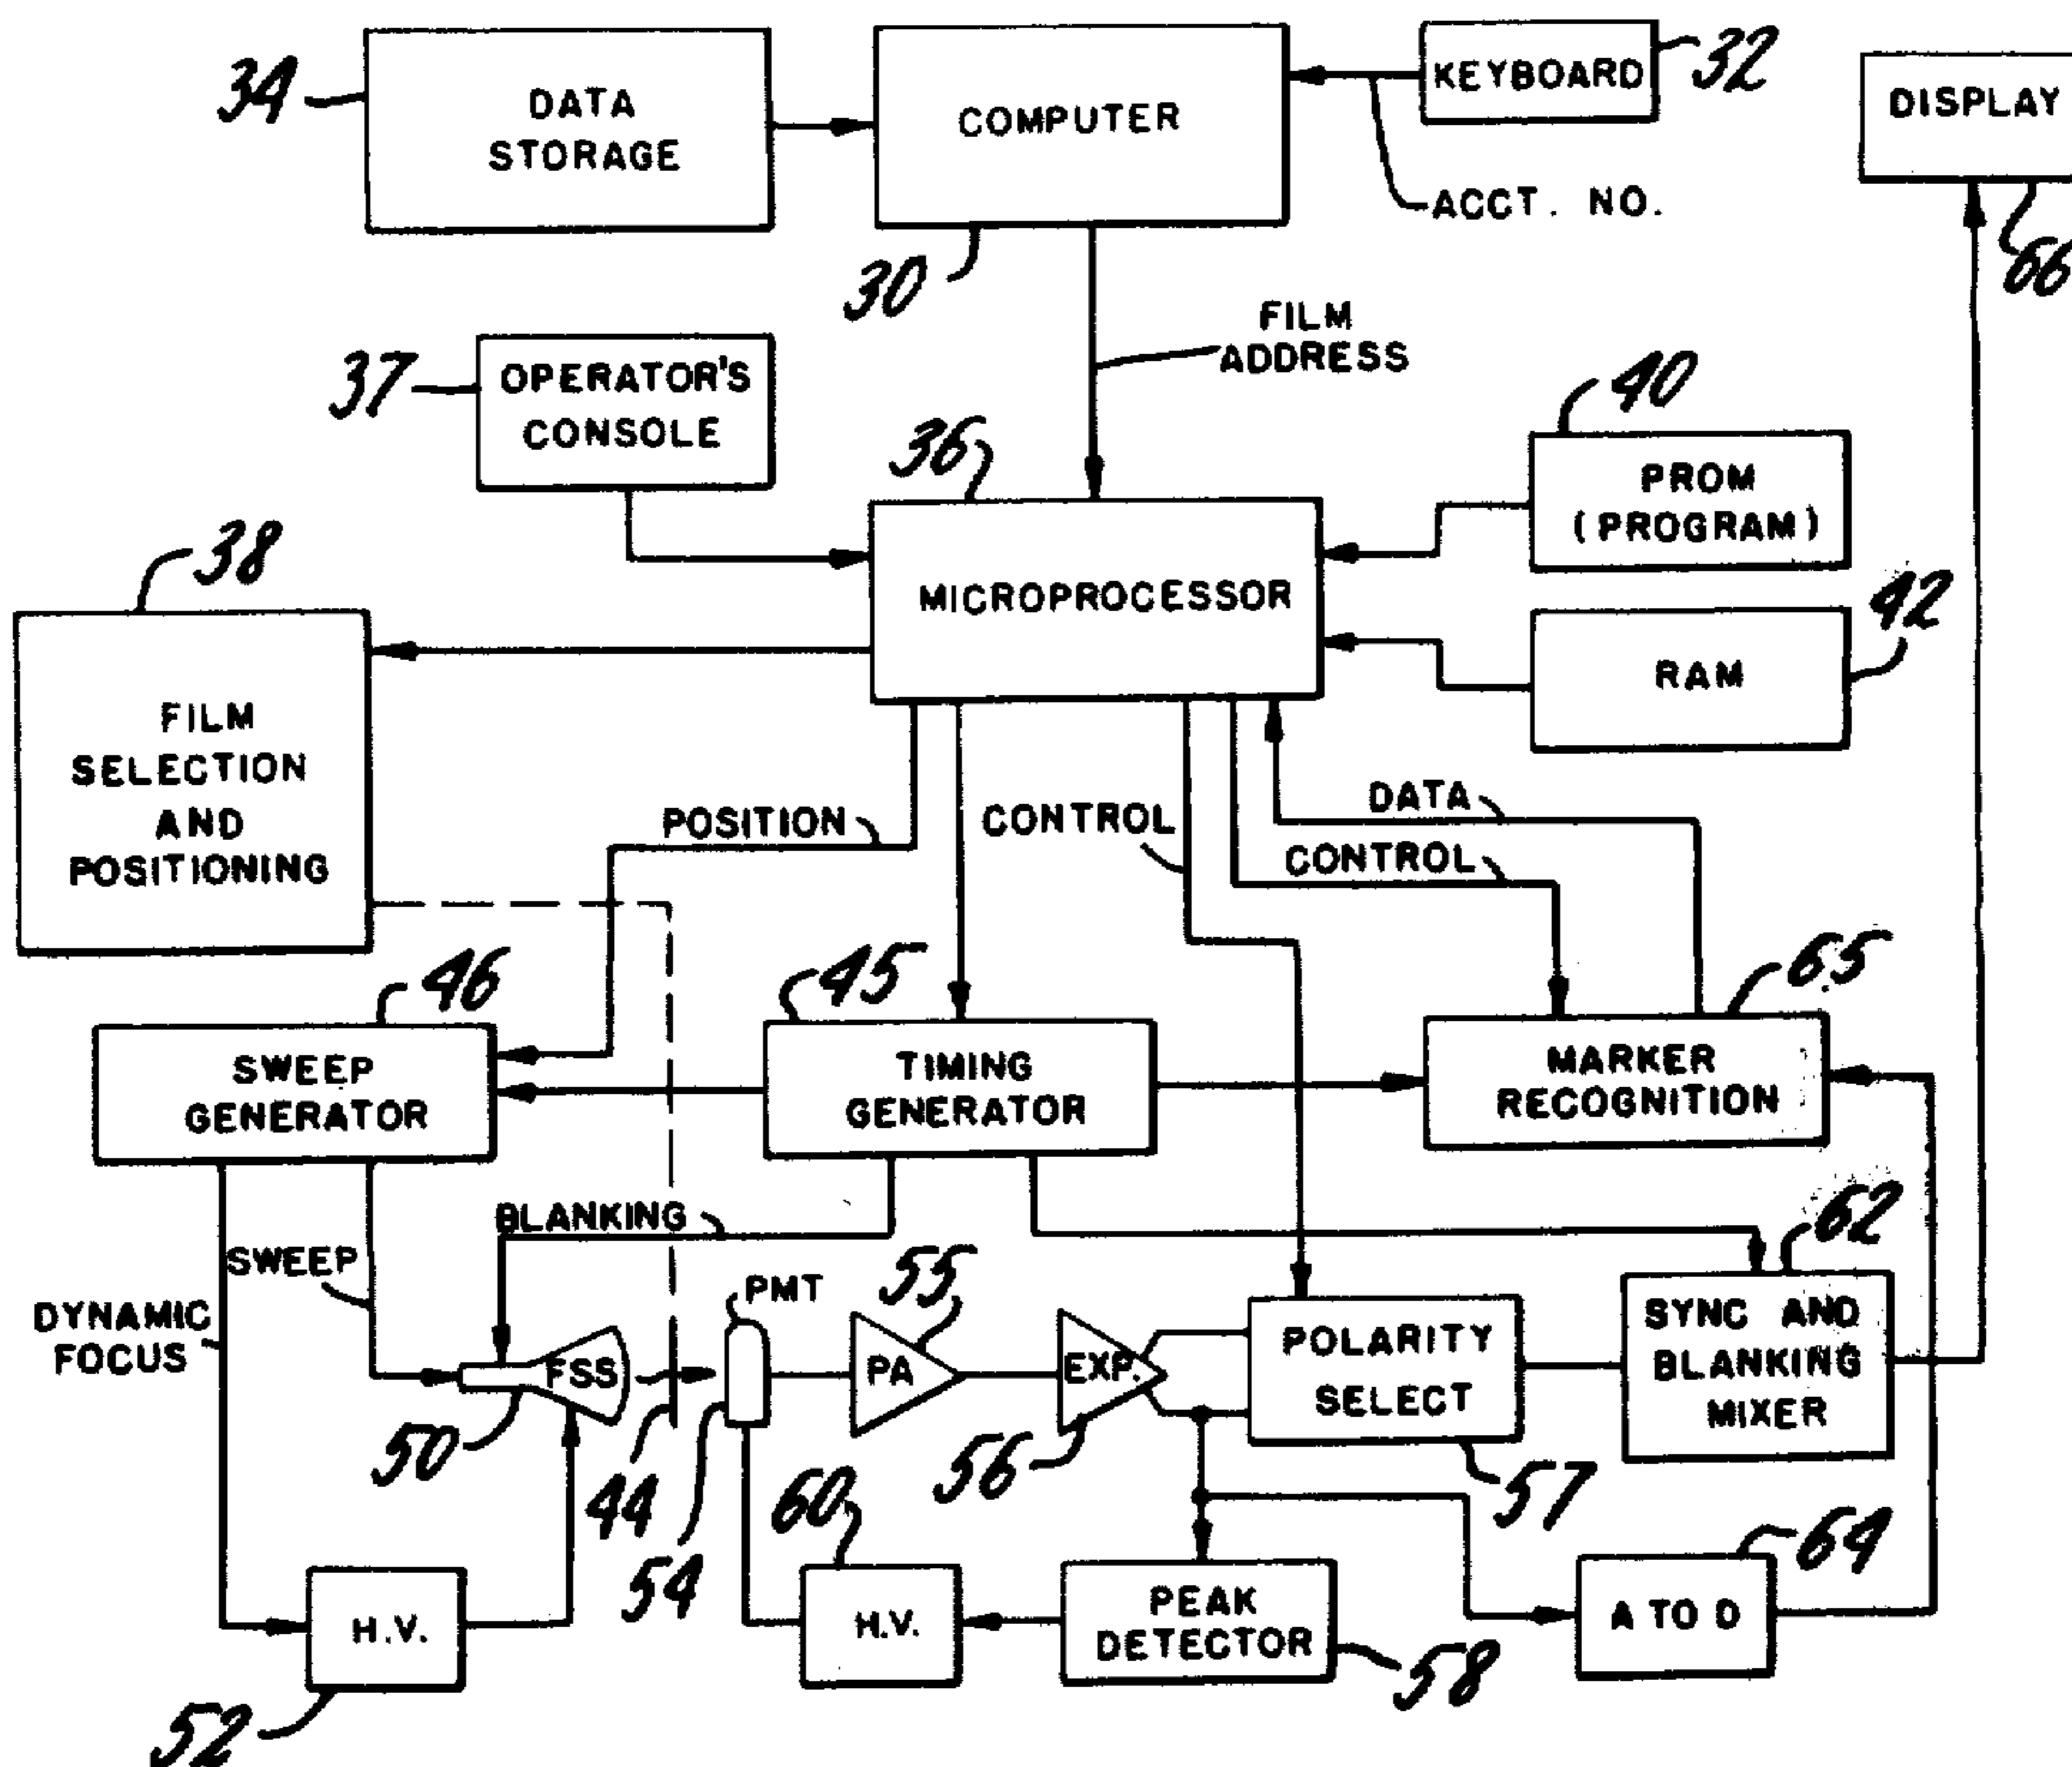 34
DATA
STORAGE
COMPUTER
KEYBOARD
32
DISPLAY
ACCT. NO.
66
30
FILM
ADDRESS
37
OPERATOR'S
CONSOLE
36
40
PROM
(PROGRAM)
38
MICROPROCESSOR
42
RAM
FILM
SELECTION
AND
POSITIONING
POSITION
CONTROL
DATA
CONTROL
46
45
65
SWEEP
GENERATOR
TIMING
GENERATOR
MARKER
RECOGNITION
BLANKING
62
SWEEP
DYNAMIC
FOCUS
PMT
55
FSS
PA
EXP.
POLARITY
SELECT
SYNC AND
BLANKING
MIXER
50
44
54
60
56
57
64
H.V.
H.V.
PEAK
DETECTOR
A TO D
58
52